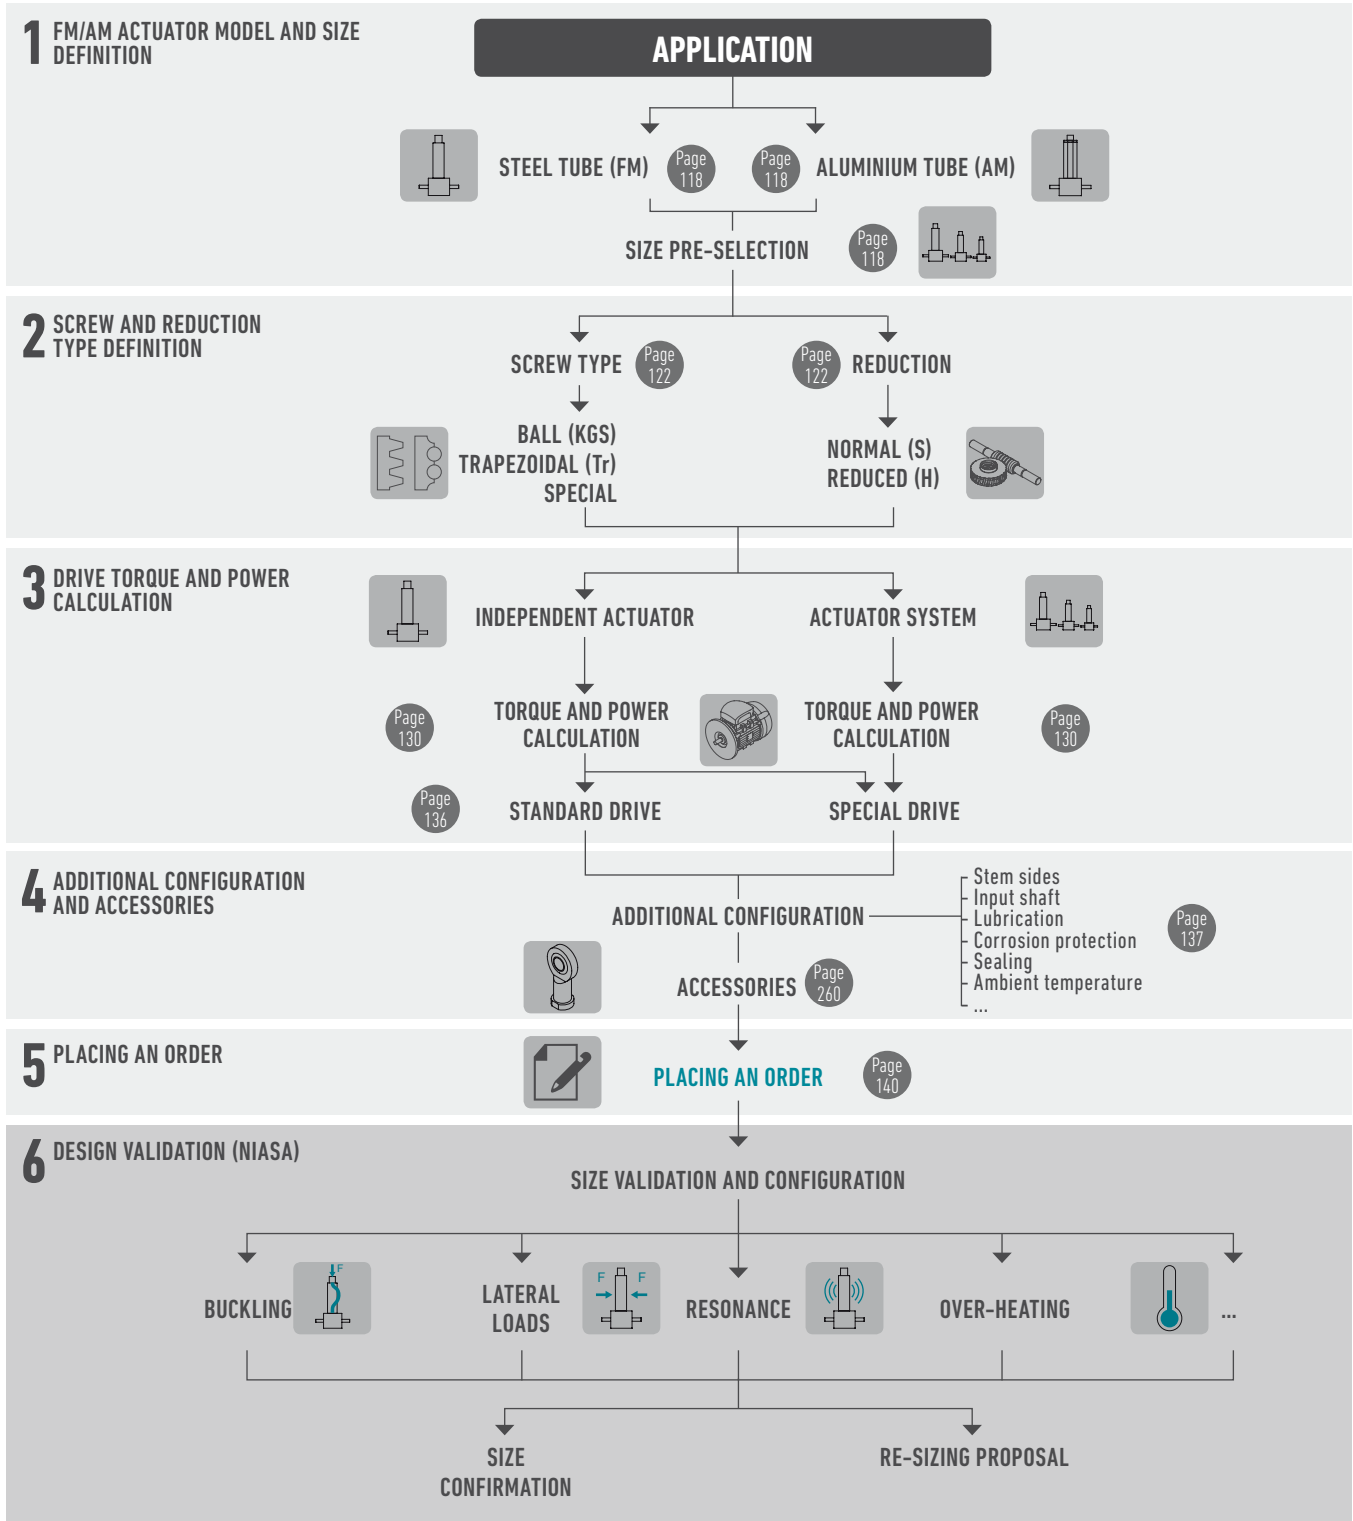 1 FM/AM ACTUATOR MODEL AND SIZE
DEFINITION
APPLICATION
STEEL TUBE (FM)
Page
118
Page
118
ALUMINIUM TUBE (AM)
SIZE PRE-SELECTION
Page
118
2 SCREW AND REDUCTION
TYPE DEFINITION
SCREW TYPE
Page
122
Page
122
REDUCTION
BALL (KGS)
TRAPEZOIDAL (Tr)
SPECIAL
NORMAL (S)
REDUCED (H)
3 DRIVE TORQUE AND POWER
CALCULATION
INDEPENDENT ACTUATOR
ACTUATOR SYSTEM
Page
130
TORQUE AND POWER
CALCULATION
TORQUE AND POWER
CALCULATION
Page
130
Page
136
STANDARD DRIVE
SPECIAL DRIVE
4 ADDITIONAL CONFIGURATION
AND ACCESSORIES
ADDITIONAL CONFIGURATION
Stem sides
Input shaft
Lubrication
Corrosion protection
Sealing
Ambient temperature
...
Page
137
ACCESSORIES
Page
260
5 PLACING AN ORDER
PLACING AN ORDER
Page
140
6 DESIGN VALIDATION (NIASA)
SIZE VALIDATION AND CONFIGURATION
BUCKLING
F
LATERAL
LOADS
F F
RESONANCE
OVER-HEATING
...
SIZE
CONFIRMATION
RE-SIZING PROPOSAL